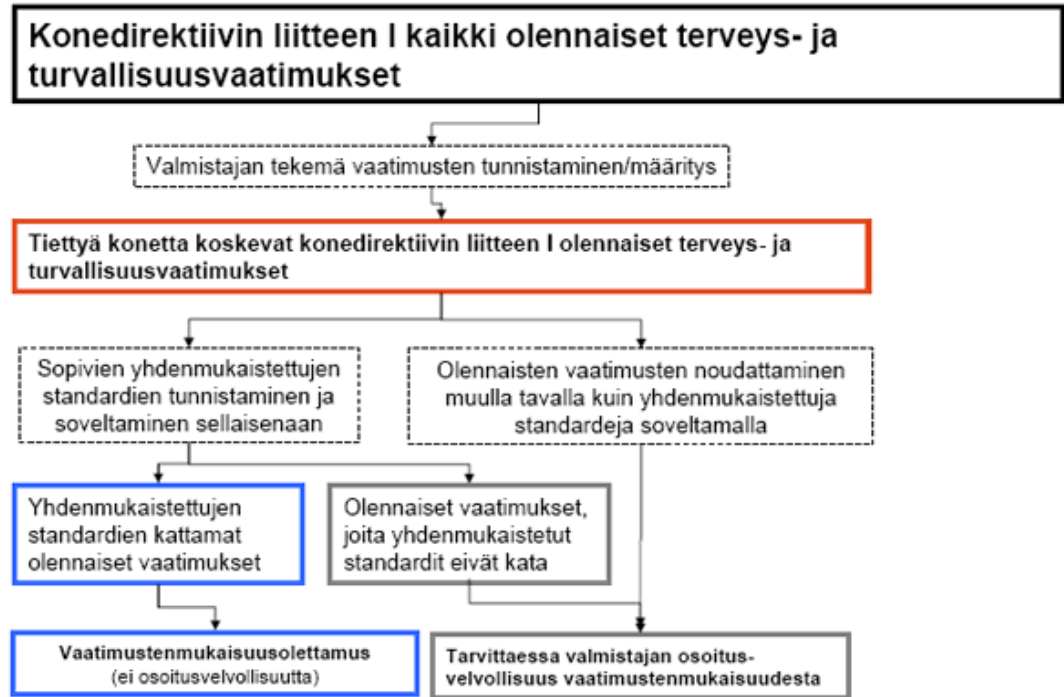 Konedirektiivin liitteen I kaikki olennaiset terveys- ja
turvallisuusvaatimukset
Valmistajan tekemä vaatimusten tunnistaminen/määritys
Tiettyä konetta koskevat konedirektiivin liitteen I olennaiset terveys- ja
turvallisuusvaatimukset
Sopivien yhdenmukaistettujen
standardien tunnistaminen ja
soveltaminen sellaisenaan
Olennaisten vaatimusten noudattaminen
muulla tavalla kuin yhdenmukaistettuja
standardeja soveltamalla
Yhdenmukaistettujen
standardien kattamat
olennaiset vaatimukset
Olennaiset vaatimukset,
joita yhdenmukaistetut
standardit eivät kata
Vaatimustenmukaisuusolettamus
(ei osoitusvelvollisuutta)
Tarvittaessa valmistajan osoitus-
velvollisuus vaatimustenmukaisuudesta